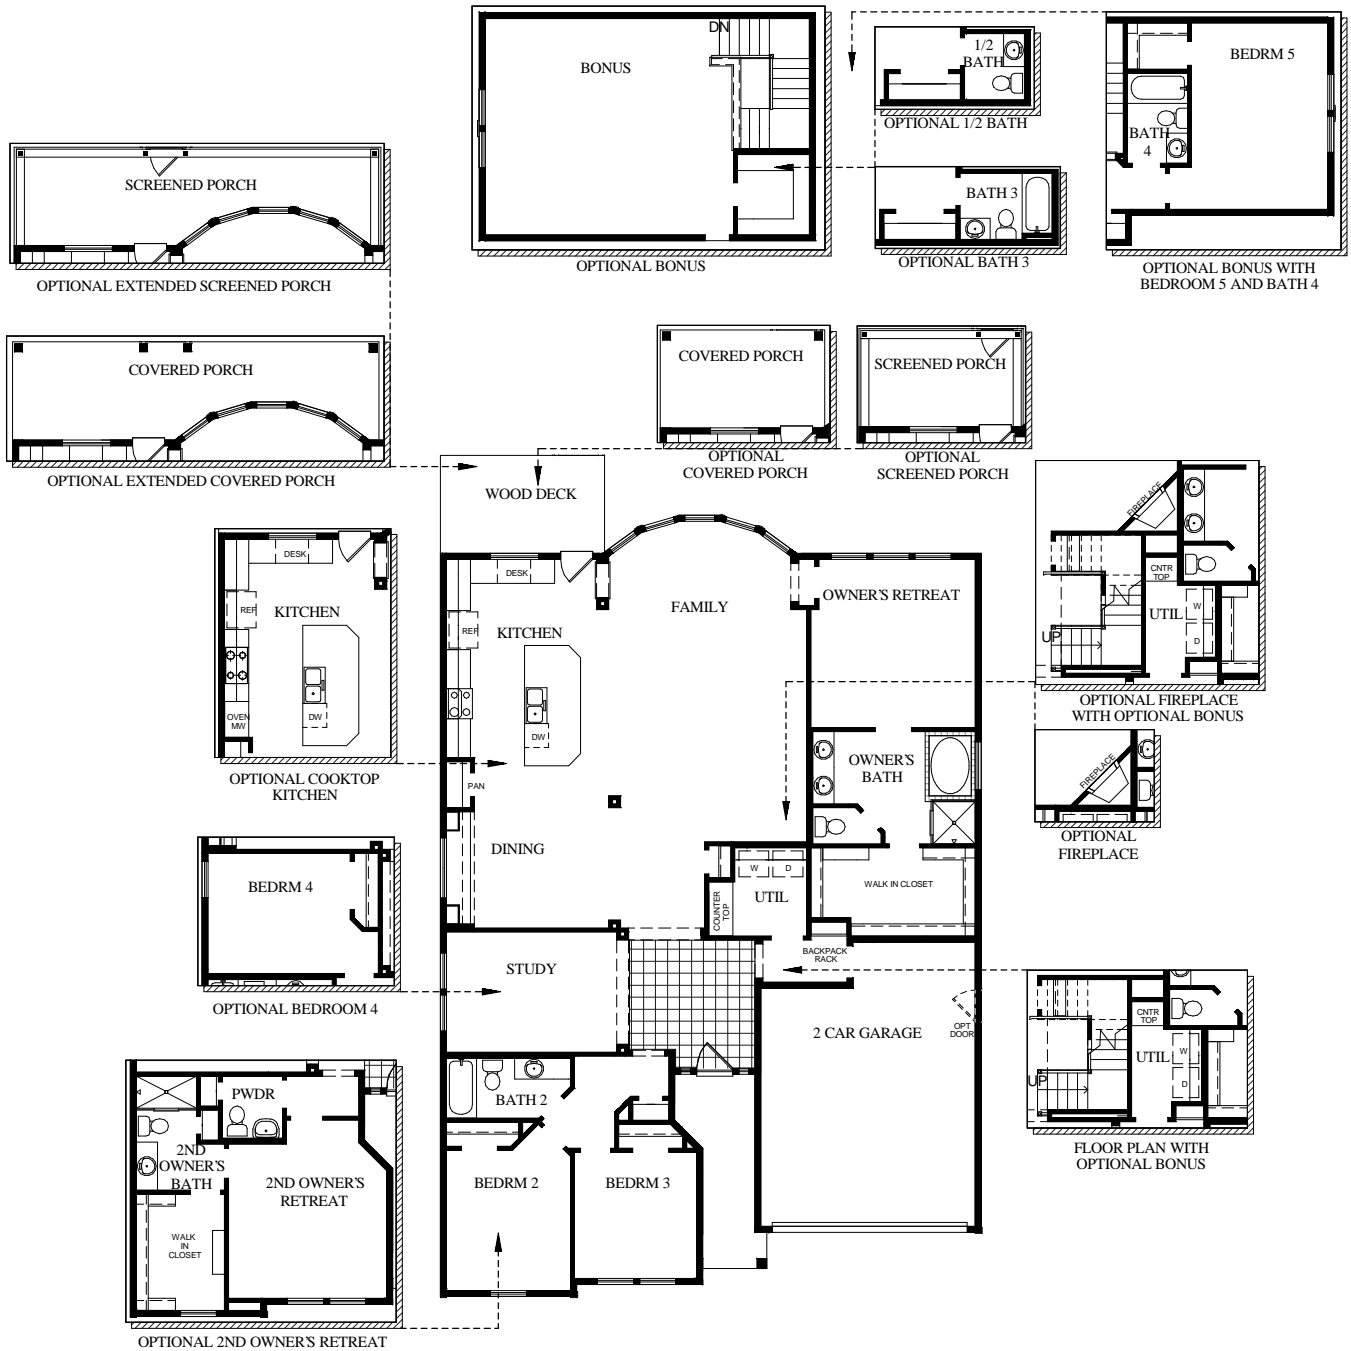 DN
BONUS
OPTIONAL BONUS
1/2
BATH
OPTIONAL 1/2 BATH
BATH 3
OPTIONAL BATH 3
BEDRM 5
BATH
4
OPTIONAL BONUS WITH
BEDROOM 5 AND BATH 4
SCREENED PORCH
OPTIONAL EXTENDED SCREENED PORCH
COVERED PORCH
OPTIONAL EXTENDED COVERED PORCH
COVERED PORCH
OPTIONAL
COVERED PORCH
SCREENED PORCH
OPTIONAL
SCREENED PORCH
WOOD DECK
DESK
REF
KITCHEN
DW
OVEN
MW
OPTIONAL COOKTOP
KITCHEN
DESK
FAMILY
OWNER'S RETREAT
REF
KITCHEN
DW
PAN
OWNER'S
BATH
DINING
W
D
UTIL
COUNTER
TOP
WALK IN CLOSET
BACKPACK
RACK
STUDY
2 CAR GARAGE
OPT
DOOR
BATH 2
BEDRM 2
BEDRM 3
FIREPLACE
CNTR
TOP
UTIL
W
D
UP
OPTIONAL FIREPLACE
WITH OPTIONAL BONUS
FIREPLACE
OPTIONAL
FIREPLACE
BEDRM 4
OPTIONAL BEDROOM 4
CNTR
TOP
UTIL
W
D
UP
FLOOR PLAN WITH
OPTIONAL BONUS
PWDR
2ND
OWNER'S
BATH
2ND OWNER'S
RETREAT
WALK
IN
CLOSET
OPTIONAL 2ND OWNER'S RETREAT